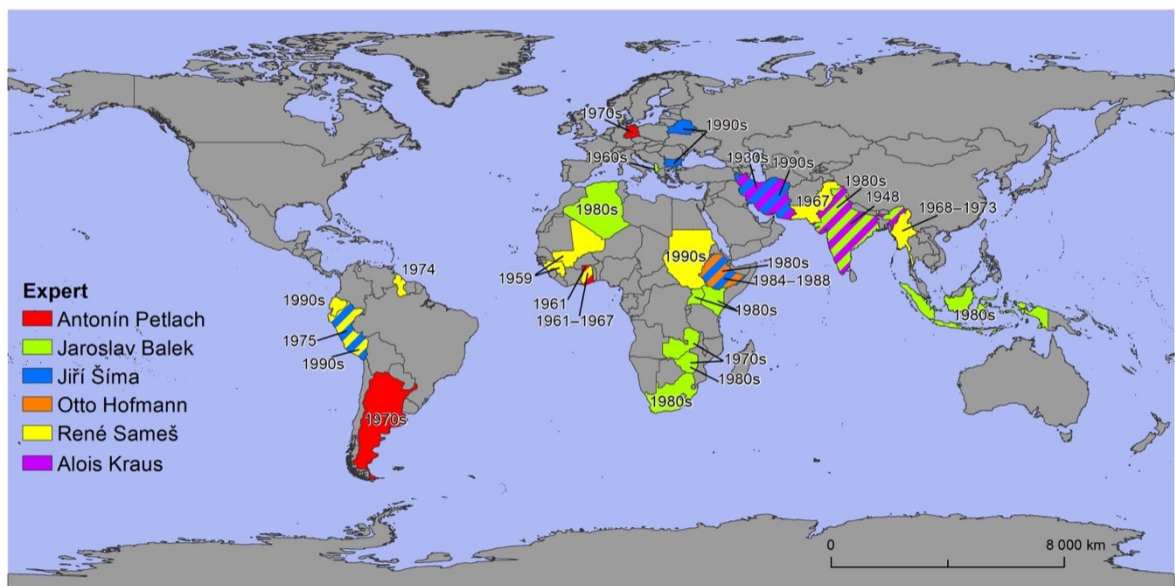 1970s
1990s
1960s
1930s
1990s
1980s
1948
1967
1968–1973
1980s
1974
1959
1990s
1980s
1984–1988
1990s
1961
1961–1967
1980s
1980s
1975
1990s
1970s
1980s
1980s
1970s
Expert
Antonín Petlach
Jaroslav Balek
Jiří Šíma
Otto Hofmann
René Sameš
Alois Kraus
0 8 000 km